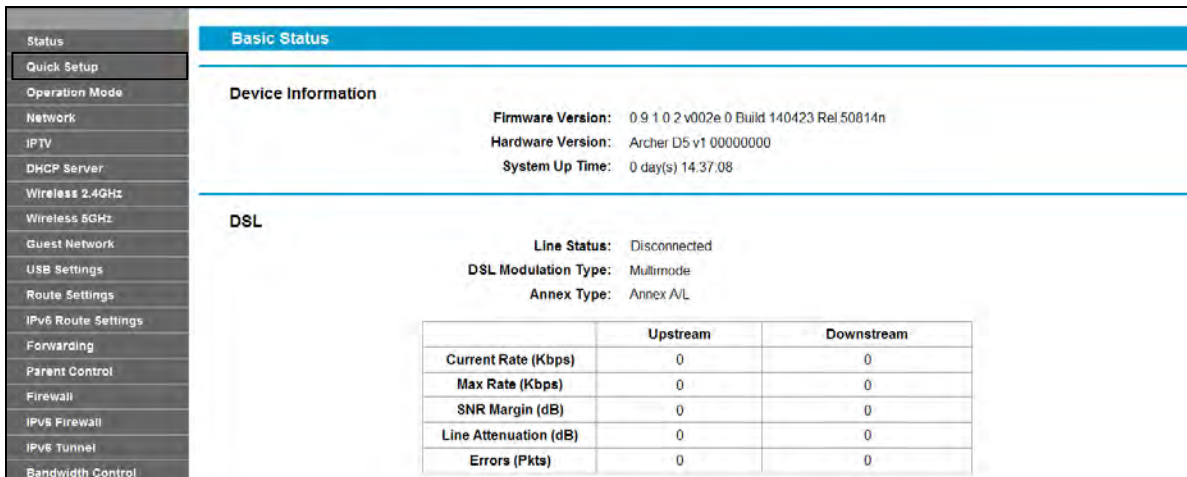 Status
Quick Setup
Operation Mode
Network
IPTV
DHCP Server
Wireless 2.4GHz
Wireless 5GHz
Guest Network
USB Settings
Route Settings
IPv6 Route Settings
Forwarding
Parent Control
Firewall
IPv6 Firewall
IPv6 Tunnel
Bandwidth Control
Basic Status
Device Information
Firmware Version: 0.9.1 0.2 v002e.0 Build 140423 Rel.50814n
Hardware Version: Archer D5 v1 00000000
System Up Time: 0 day(s) 14:37:08
DSL
Line Status: Disconnected
DSL Modulation Type: Multimode
Annex Type: Annex A/L
Upstream Downstream
Current Rate (Kbps) 0 0
Max Rate (Kbps) 0 0
SNR Margin (dB) 0 0
Line Attenuation (dB) 0 0
Errors (Pkts) 0 0